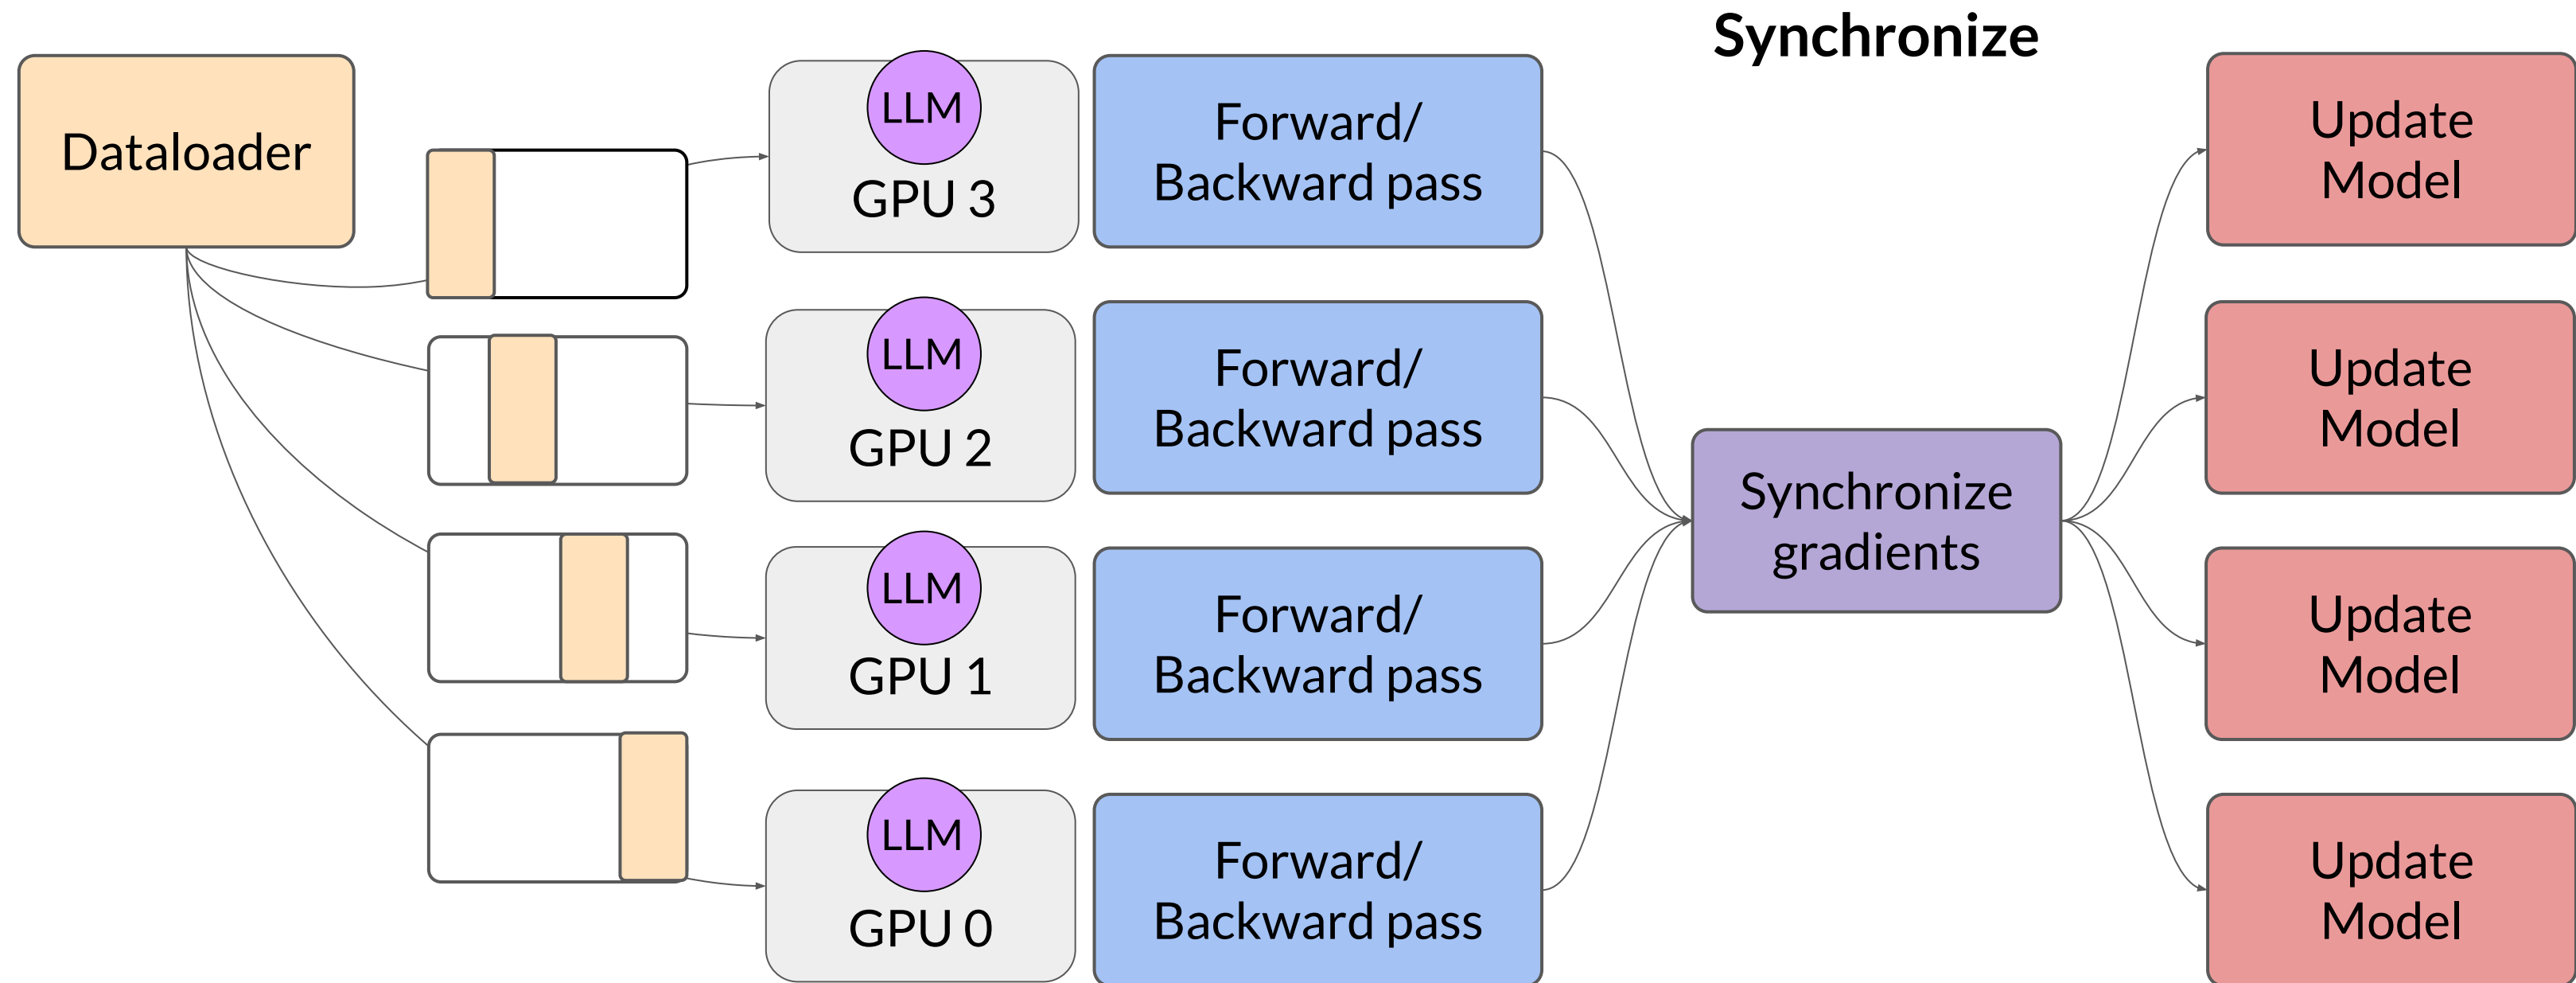 Synchronize
Dataloader
LLM
GPU 3
Forward/
Backward pass
Update
Model
LLM
GPU 2
Forward/
Backward pass
Update
Model
Synchronize
gradients
LLM
GPU 1
Forward/
Backward pass
Update
Model
LLM
GPU 0
Forward/
Backward pass
Update
Model